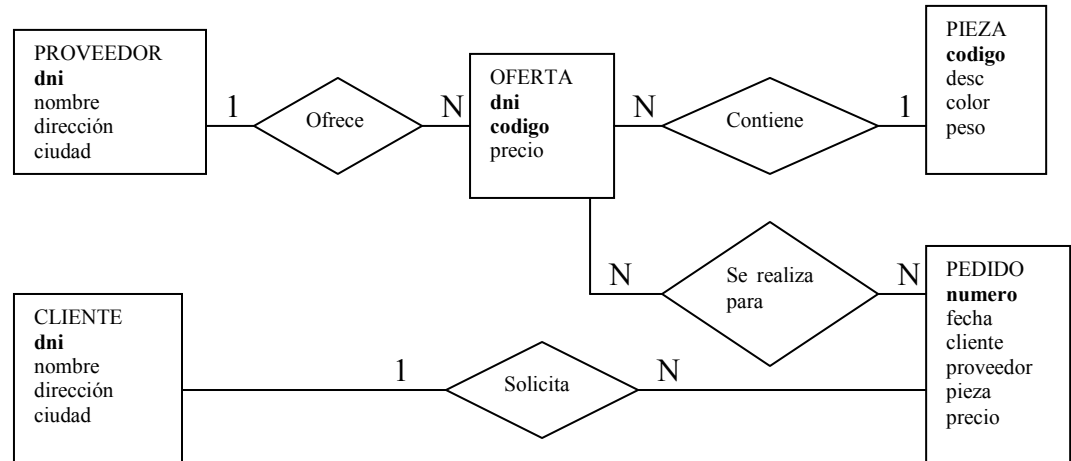 PROVEEDOR
dni
nombre
dirección
ciudad
1
Ofrece
N
OFERTA
dni
codigo
precio
N
Contiene
1
PIEZA
codigo
desc
color
peso
N
Se realiza
para
N
PEDIDO
numero
fecha
cliente
proveedor
pieza
precio
CLIENTE
dni
nombre
dirección
ciudad
1
Solicita
N